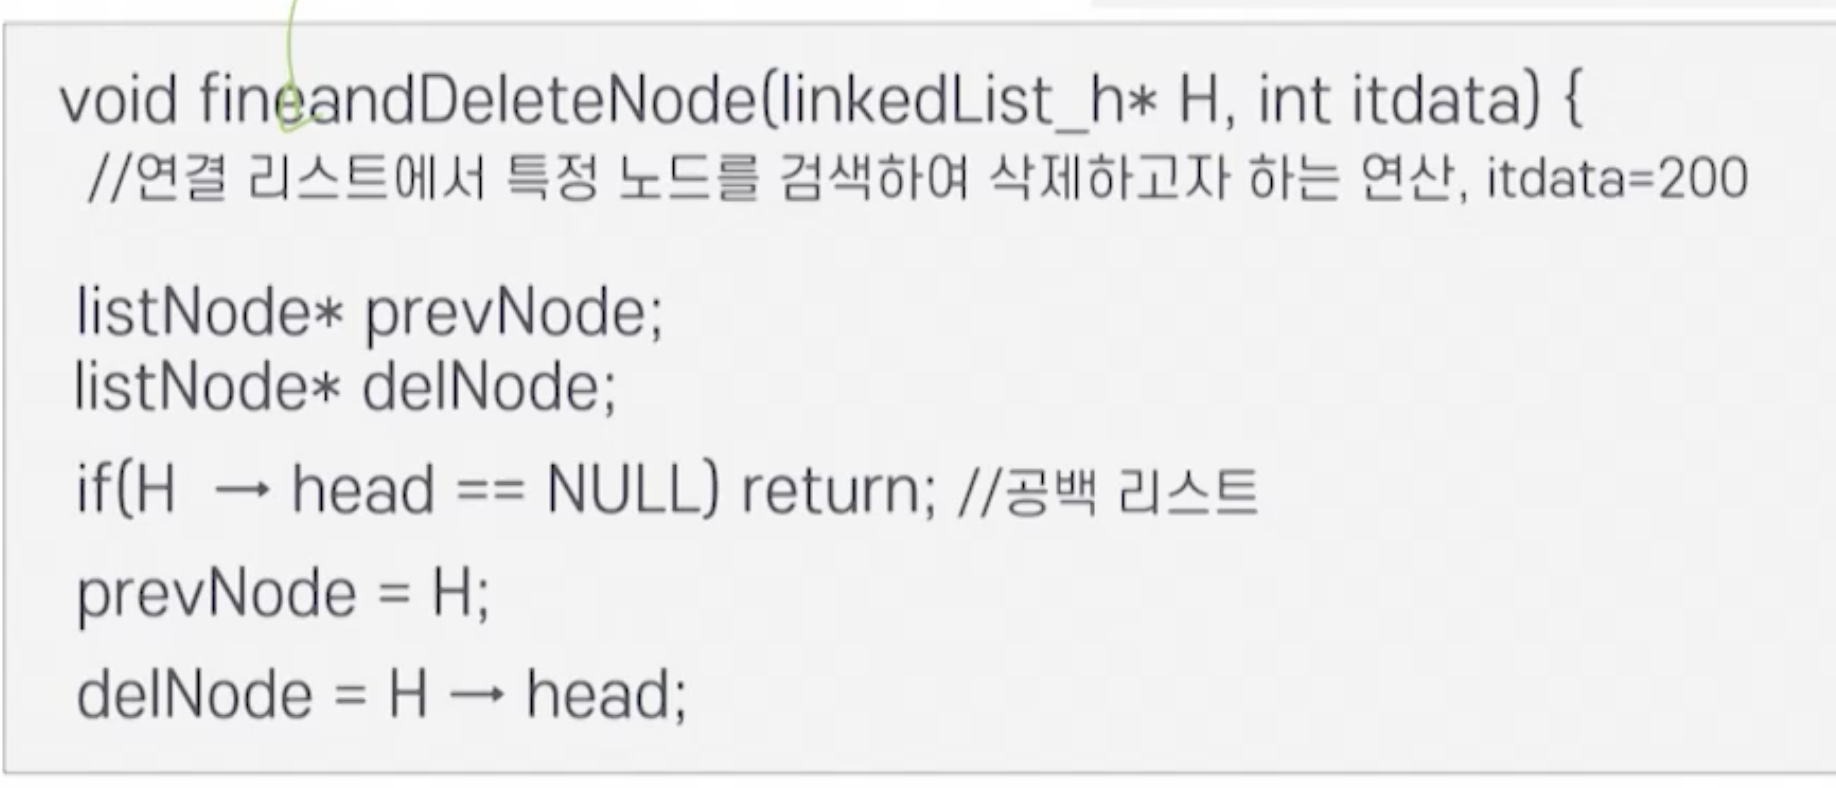 void fineandDeleteNode(linkedList_h* H, int itdata) {
//연결 리스트에서 특정 노드를 검색하여 삭제하고자 하는 연산, itdata=200
listNode* prevNode;
listNode* delNode;
if(H → head == NULL) return; //공백 리스트
prevNode = H;
delNode = H → head;